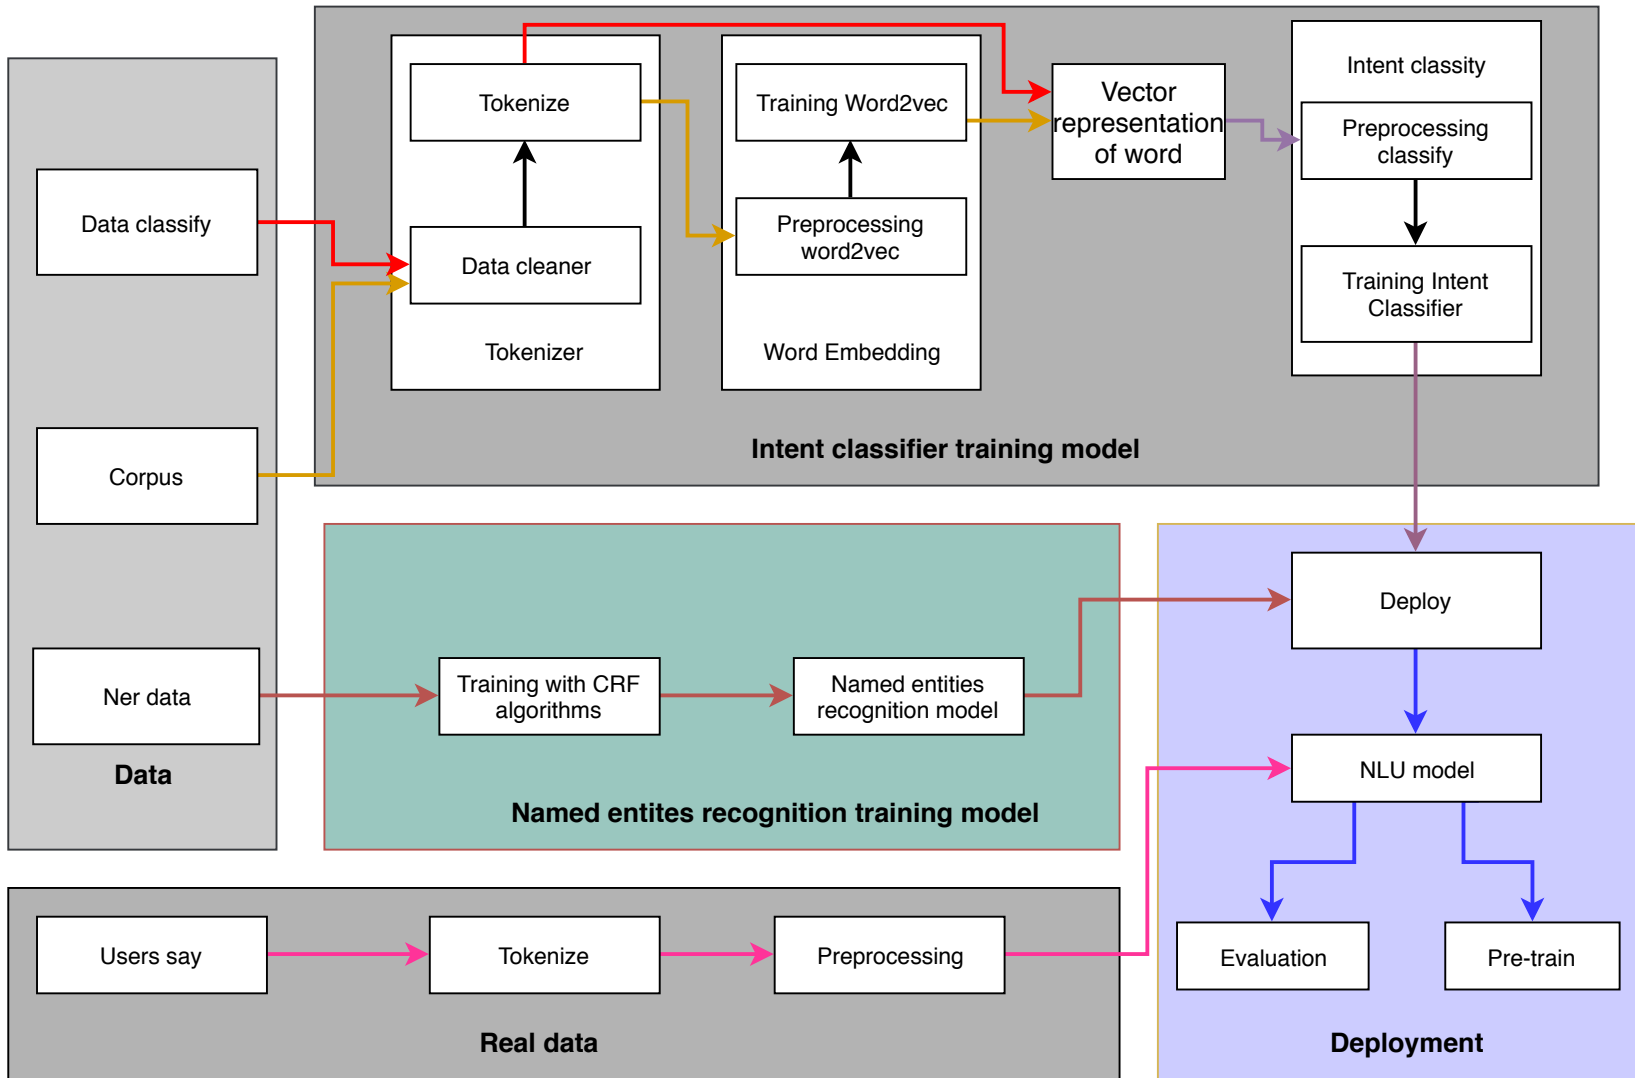 Data classify
Corpus
Ner data
Data
Tokenize
Data cleaner
Tokenizer
Training Word2vec
Preprocessing
word2vec
Word Embedding
Vector
representation
of word
Intent classity
Preprocessing
classify
Training Intent
Classifier
Intent classifier training model
Training with CRF
algorithms
Named entities
recognition model
Named entites recognition training model
Deploy
NLU model
Evaluation
Pre-train
Deployment
Users say
Tokenize
Preprocessing
Real data